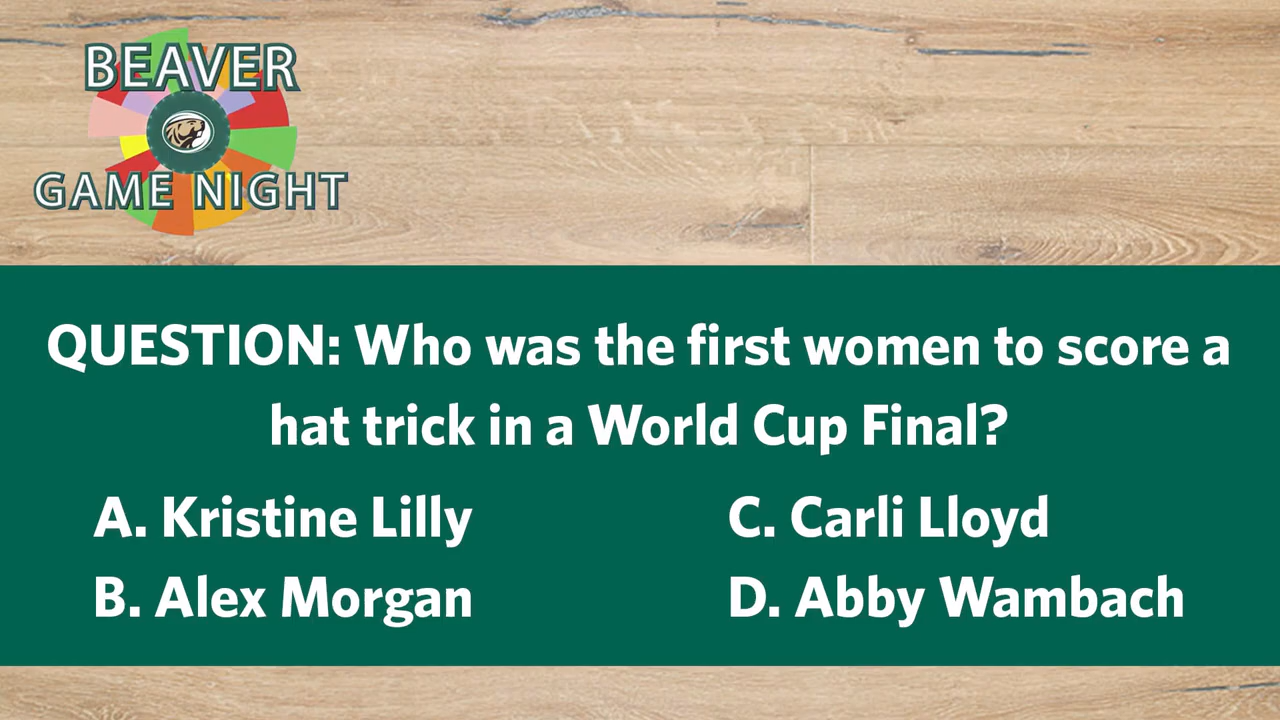 BEAVER
GAME NIGHT
QUESTION: Who was the first women to score a
hat trick in a World Cup Final?
A. Kristine Lilly
B. Alex Morgan
C. Carli Lloyd
D. Abby Wambach